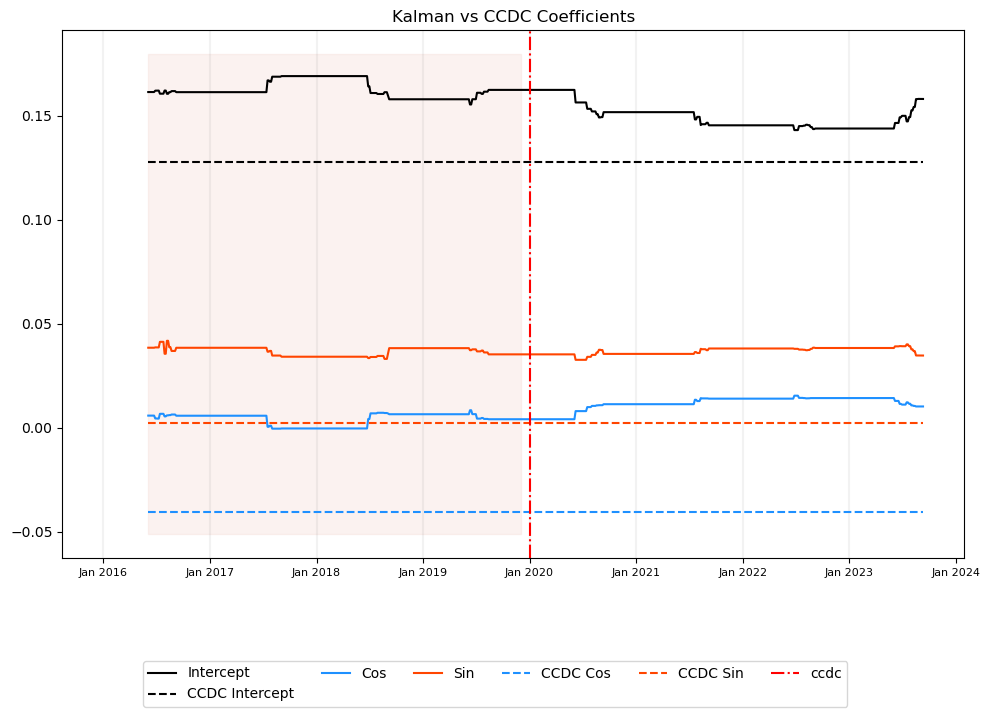 Kalman vs CCDC Coefficients
0.15
0.10
0.05
0.00
−0.05
Jan 2016 Jan 2017 Jan 2018 Jan 2019 Jan 2020 Jan 2021 Jan 2022 Jan 2023 Jan 2024
Intercept Cos Sin CCDC Cos CCDC Sin ccdc
CCDC Intercept